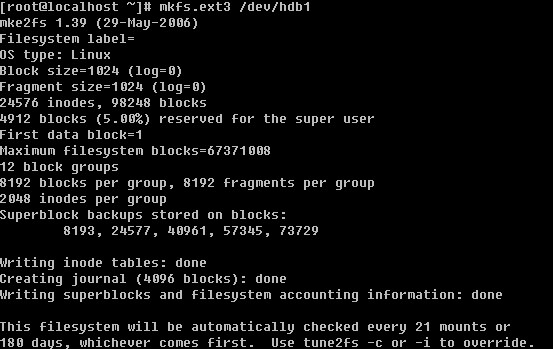 [root@localhost ~]# mkfs.ext3 /dev/hdb1
mke2fs 1.39 (29-May-2006)
Filesystem label=
OS type: Linux
Block size=1024 (log=0)
Fragment size=1024 (log=0)
24576 inodes, 98248 blocks
4912 blocks (5.00%) reserved for the super user
First data block=1
Maximum filesystem blocks=67371008
12 block groups
8192 blocks per group, 8192 fragments per group
2048 inodes per group
Superblock backups stored on blocks:
        8193, 24577, 40961, 57345, 73729

Writing inode tables: done
Creating journal (4096 blocks): done
Writing superblocks and filesystem accounting information: done

This filesystem will be automatically checked every 21 mounts or
180 days, whichever comes first.  Use tune2fs -c or -i to override.